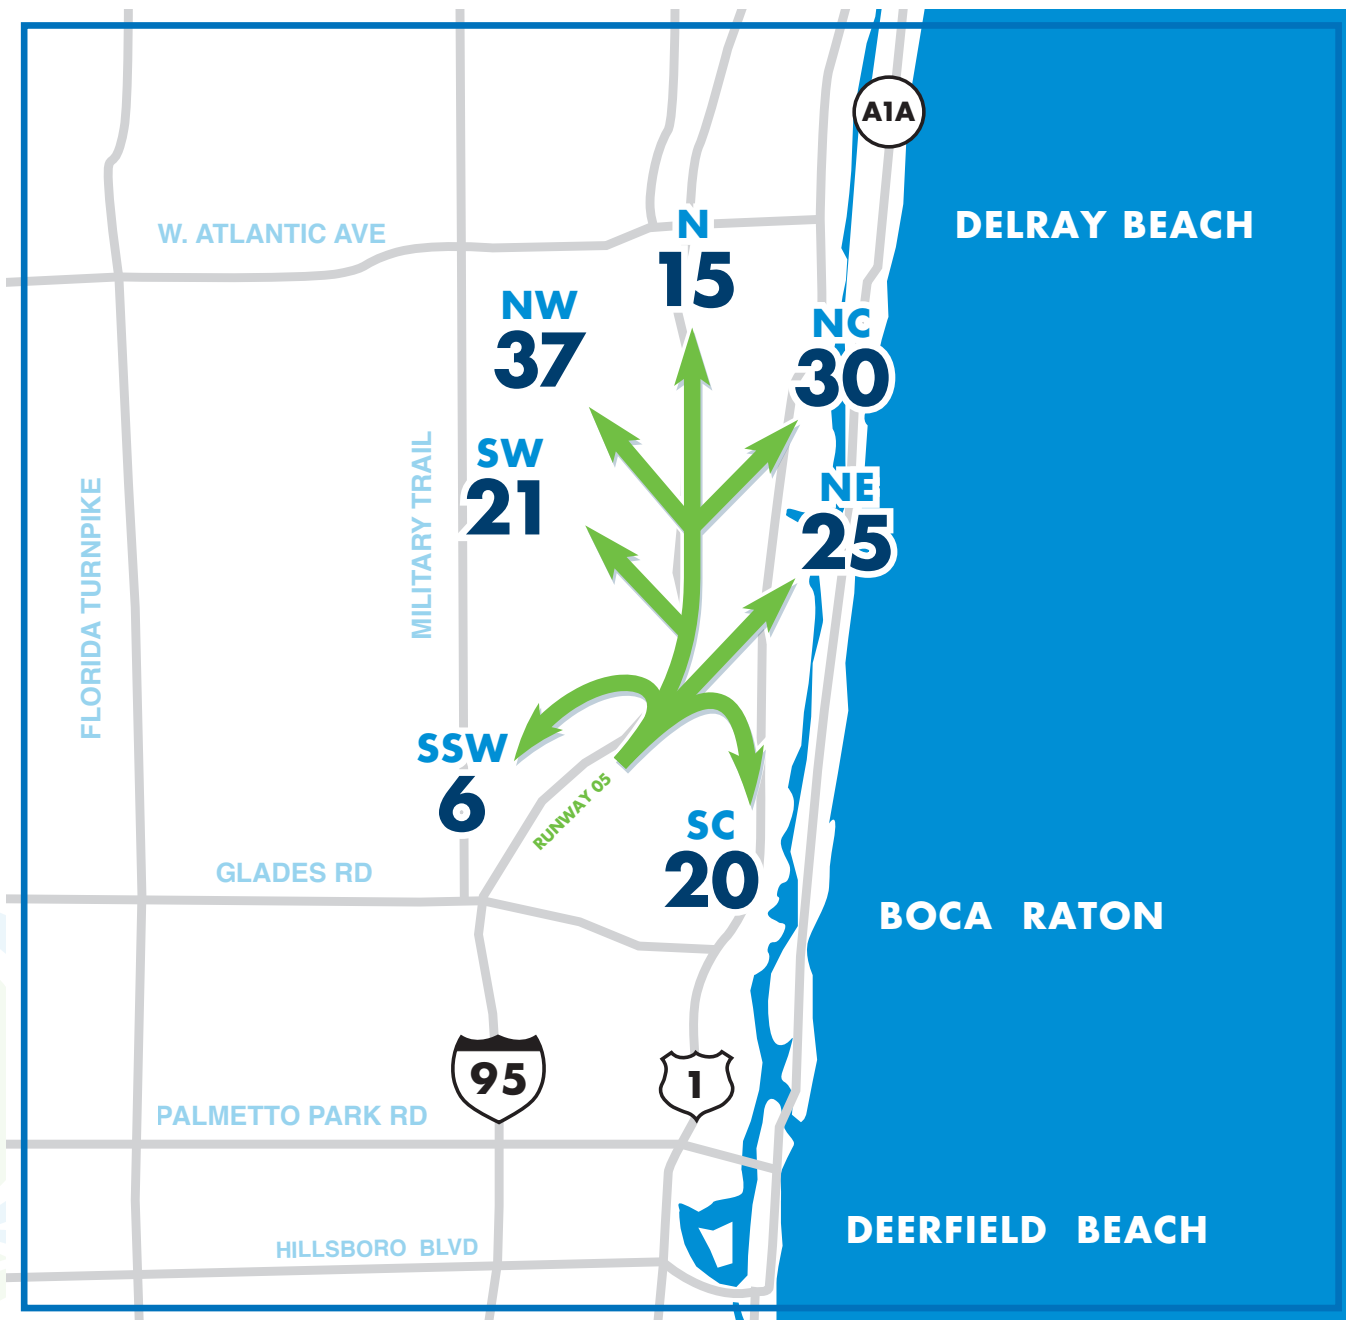 A1A
W. ATLANTIC AVE
DELRAY BEACH
N
15
NW
37
NC
30
SW
21
NE
25
MILITARY TRAIL
FLORIDA TURNPIKE
SSW
6
RUNWAY 05
SC
20
GLADES RD
BOCA RATON
95
1
PALMETTO PARK RD
DEERFIELD BEACH
HILLSBORO BLVD